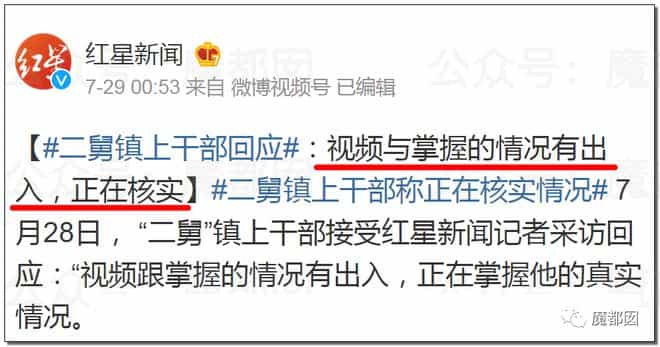 红星
红星新闻
7-29 00:53 来自 微博视频号 已编辑
公众号：魔
【#二舅镇上干部回应#：视频与掌握的情况有出
入，正在核实】#二舅镇上干部称正在核实情况# 7
月28日， “二舅”镇上干部接受红星新闻记者采访回
应：“视频跟掌握的情况有出入，正在掌握他的真实
情况。
魔都囡